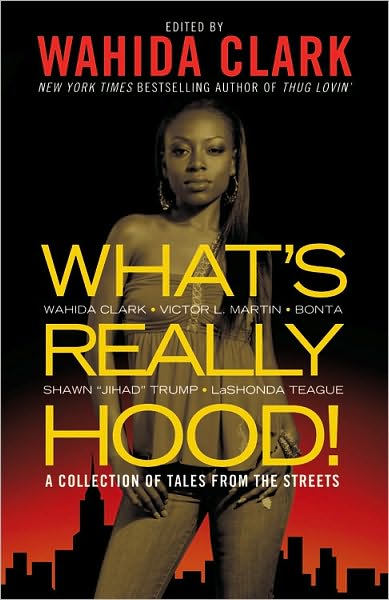 EDITED BY
WAHIDA CLARK
NEW YORK TIMES BESTSELLING AUTHOR OF THUG LOVIN'
WHAT'S
WAHIDA CLARK • VICTOR L. MARTIN • BONTA
REALLY
SHAWN "JIHAD" TRUMP • LaSHONDA TEAGUE
HOOD!
A COLLECTION OF TALES FROM THE STREETS